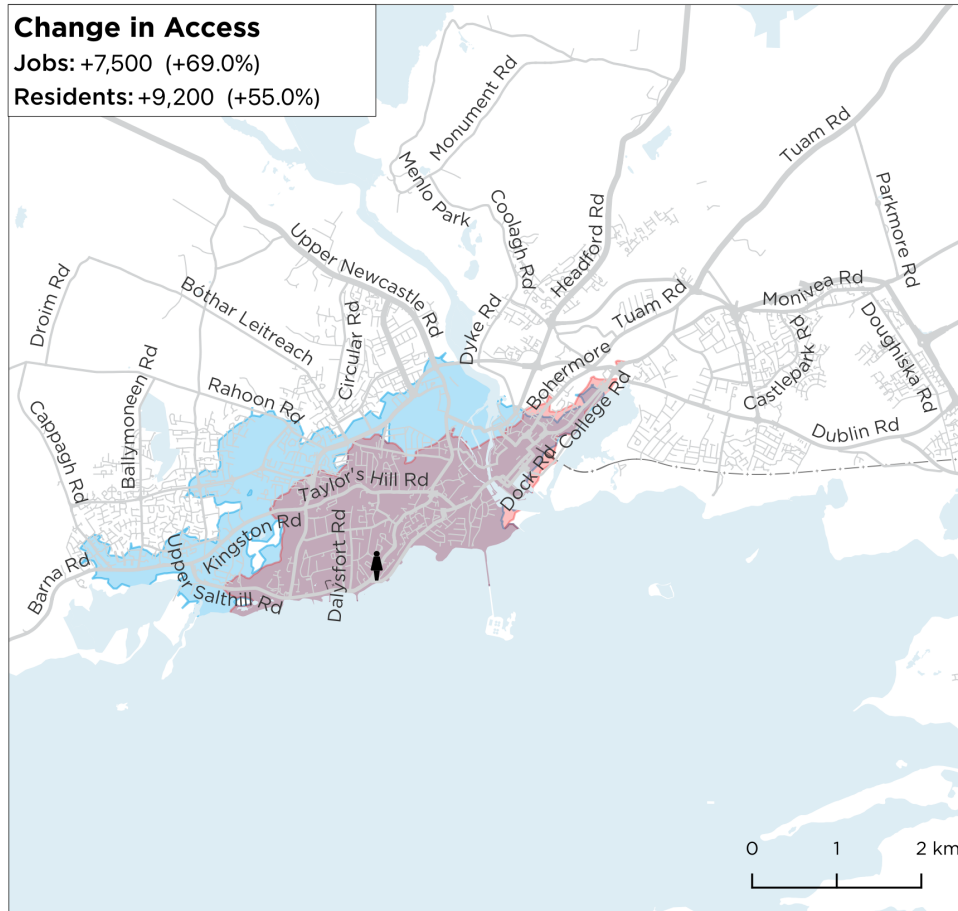 Change in Access
Jobs: +7,500 (+69.0%)
Residents: +9,200 (+55.0%)
Monument Rd
Tuam Rd
Menlo Park
Parkmore Rd
Coolagh Rd
Headford Rd
Upper Newcastle Rd
Droim Rd
Bóthar Leitreach
Monivea Rd
Tuam Rd
Dyke Rd
Circular Rd
Doughiska Rd
Castlepark Rd
Bohermore
Rahoon Rd
Ballymoneen Rd
College Rd
Cappagh Rd
Dublin Rd
Taylor's Hill Rd
Dock Rd
Kingston Rd
Dalysfort Rd
Barna Rd
Upper Salthill Rd
0 1 2 km